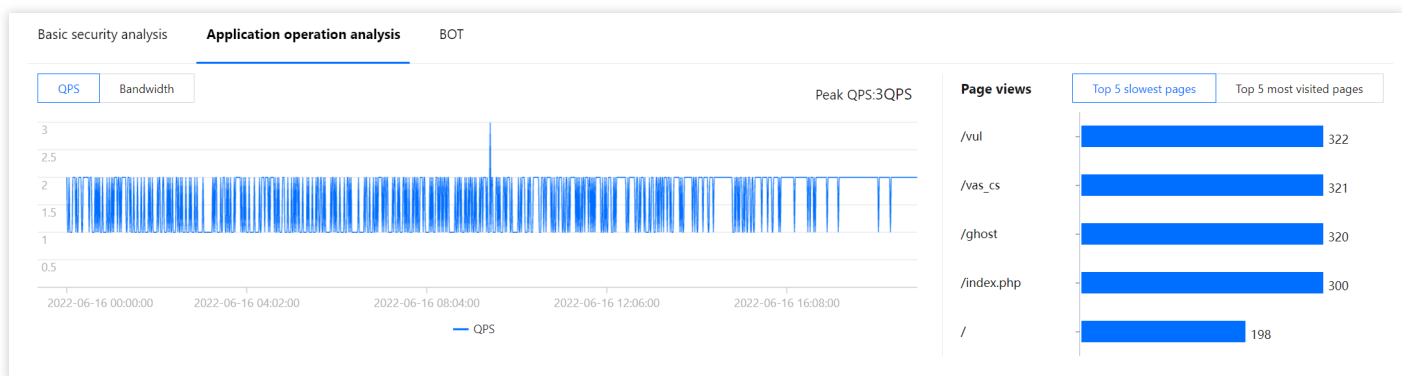 Basic security analysis Application operation analysis BOT
QPS Bandwidth
Peak QPS:3QPS
3
2.5
2
1.5
1
0.5
2022-06-16 00:00:00 2022-06-16 04:02:00 2022-06-16 08:04:00 2022-06-16 12:06:00 2022-06-16 16:08:00
QPS
Page views Top 5 slowest pages Top 5 most visited pages
/vul 322
/vas_cs 321
/ghost 320
/index.php 300
/ 198